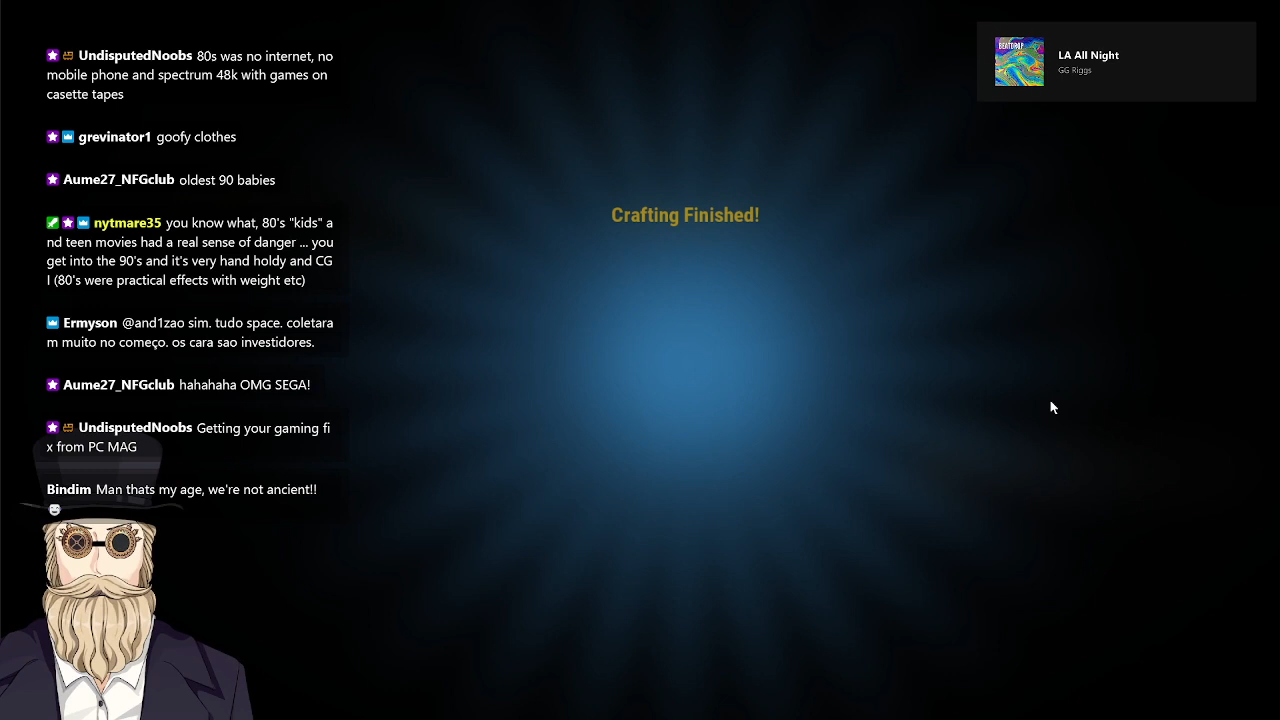 UndisputedNoobs 80s was no internet, no
mobile phone and spectrum 48k with games on
casette tapes
grevinator1 goofy clothes
Aume27_NFGclub oldest 90 babies
nytmare35 you know what, 80's "kids" a
nd teen movies had a real sense of danger ... you
get into the 90's and it's very hand holdy and CG
I (80's were practical effects with weight etc)
Ermyson @and1zao sim. tudo space. coletara
m muito no começo. os cara sao investidores.
Aume27_NFGclub hahahaha OMG SEGA!
UndisputedNoobs Getting your gaming fi
x from PC MAG
Bindim Man thats my age, we're not ancient!!
Crafting Finished!
BEATDROP
LA All Night
GG Riggs